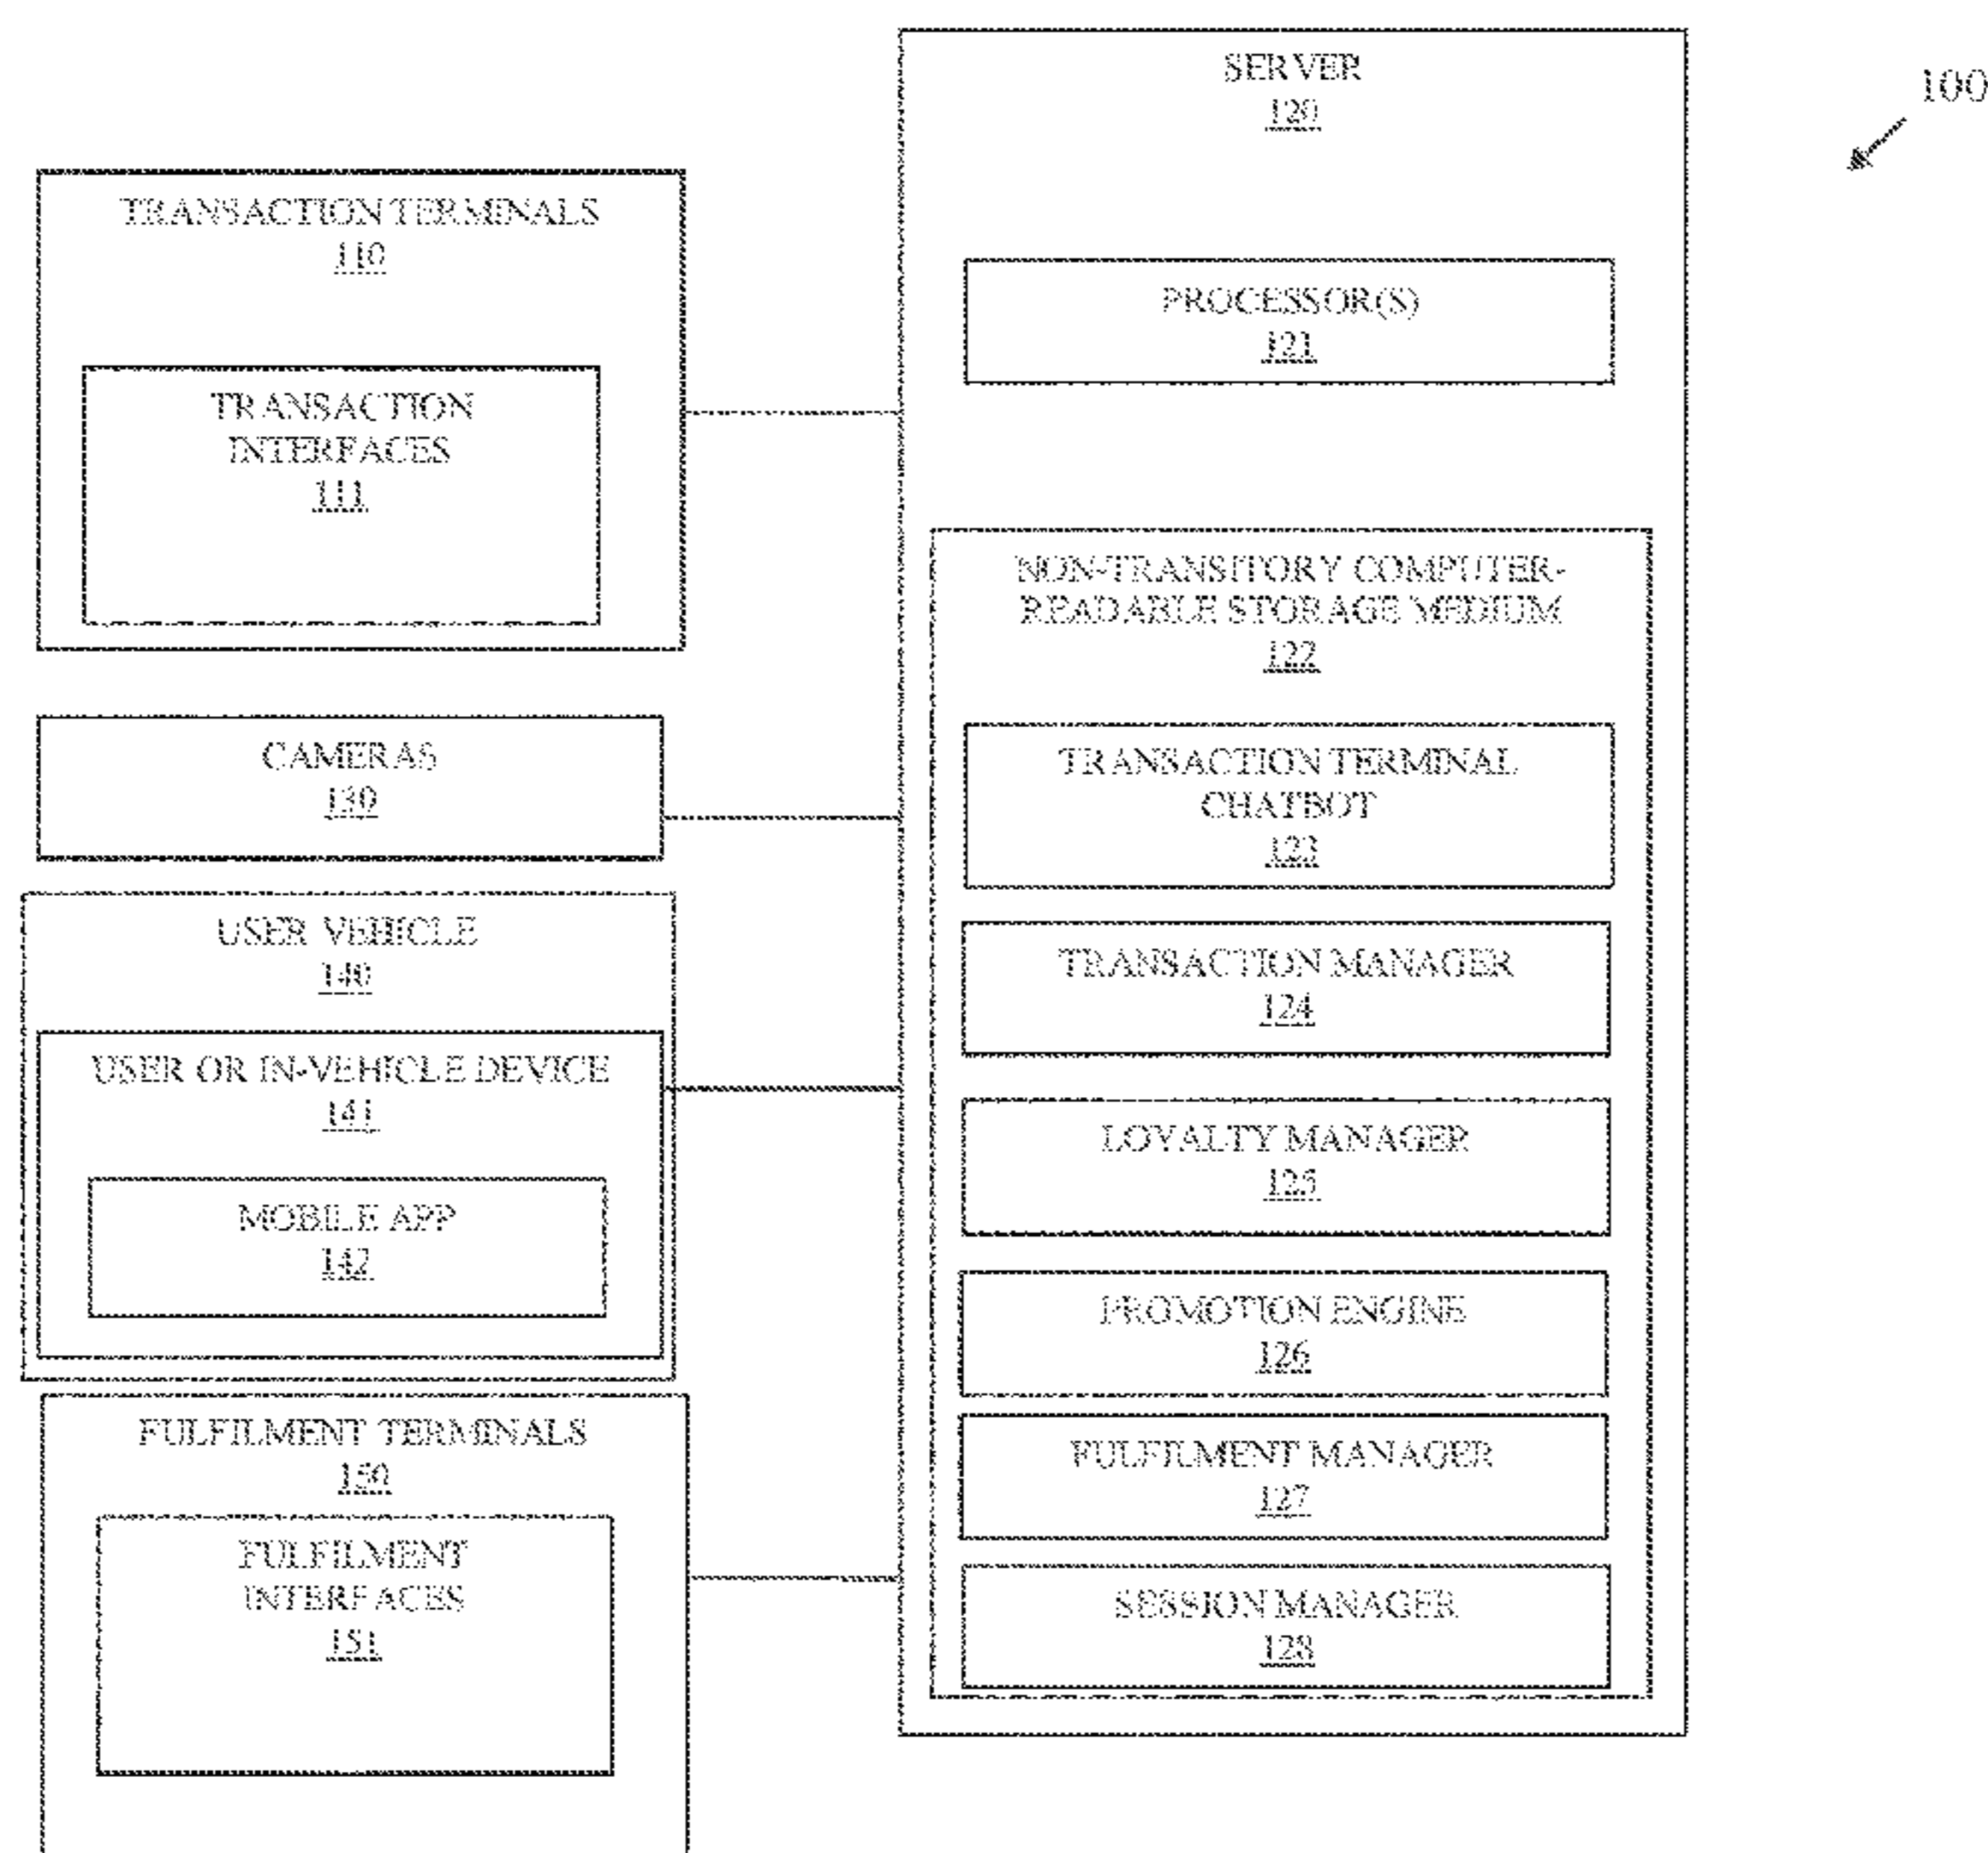 100
SERVER
120
PROCESSOR(S)
121
NON-TRANSITORY COMPUTER-
READABLE STORAGE MEDIUM
122
TRANSACTION TERMINAL
CHATBOT
123
TRANSACTION MANAGER
124
LOYALTY MANAGER
125
PROMOTION ENGINE
126
FULFILMENT MANAGER
127
SESSION MANAGER
128
TRANSACTION TERMINALS
110
TRANSACTION
INTERFACES
111
CAMERAS
130
USER VEHICLE
140
USER OR IN-VEHICLE DEVICE
141
MOBILE APP
142
FULFILMENT TERMINALS
150
FULFILMENT
INTERFACES
151